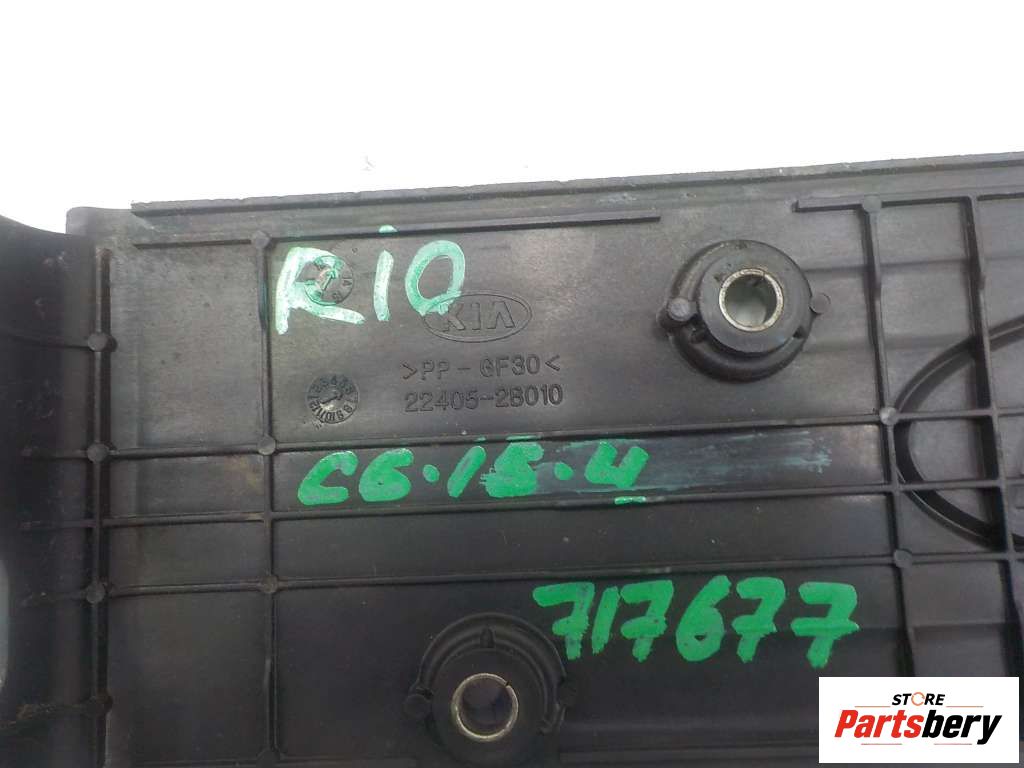 RIO
KIA
>PP-GF30<
22405-2B010
C6.15.4
717677
STORE
Partsbery